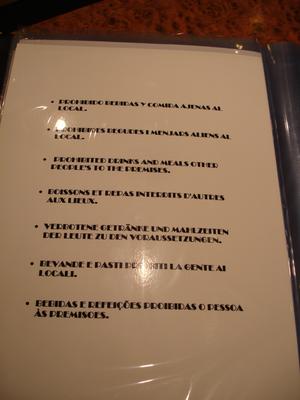 • PROHIBIDO BEBIDAS Y COMIDA AJENAS AL
LOCAL.
• PROHIBIDES BEGUDES I MENJARS ALIENS AL
LOCAL.
• PROHIBITED DRINKS AND MEALS OTHER
PEOPLE'S TO THE PREMISES.
• BOISSONS ET REPAS INTERDITS D'AUTRES
AUX LIEUX.
• VERBOTENE GETRÄNKE UND MAHLZEITEN
DER LEUTE ZU DEN VORAUSSETZUNGEN.
• BEVANDE E PASTI PROIBITI LA GENTE AI
LOCALI.
• BEBIDAS E REFEIÇÕES PROIBIDAS O PESSOA
ÀS PREMISOES.